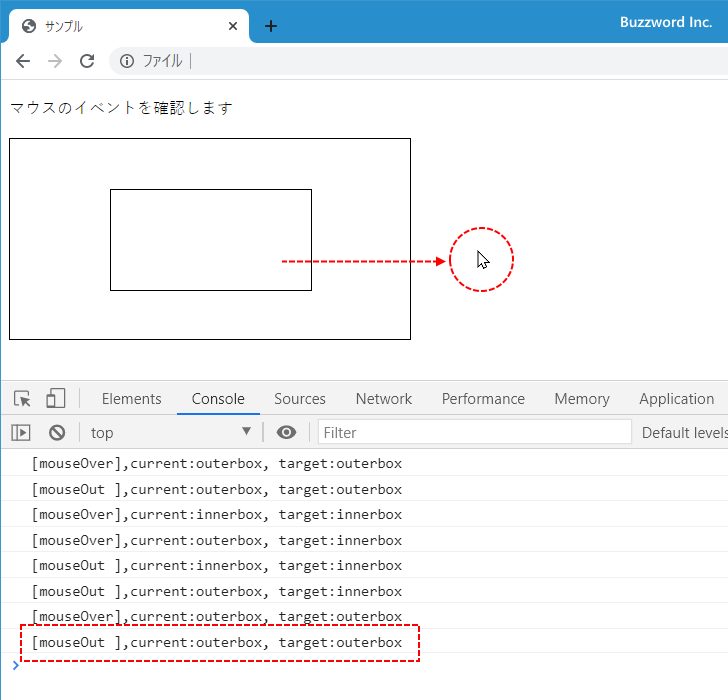 サンプル
Buzzword Inc.
ファイル
マウスのイベントを確認します
Elements Console Sources Network Performance Memory Application
top Filter Default levels
[mouseOver],current:outerbox, target:outerbox
[mouseOut ],current:outerbox, target:outerbox
[mouseOver],current:innerbox, target:innerbox
[mouseOver],current:outerbox, target:innerbox
[mouseOut ],current:innerbox, target:innerbox
[mouseOut ],current:outerbox, target:innerbox
[mouseOver],current:outerbox, target:outerbox
[mouseOut ],current:outerbox, target:outerbox